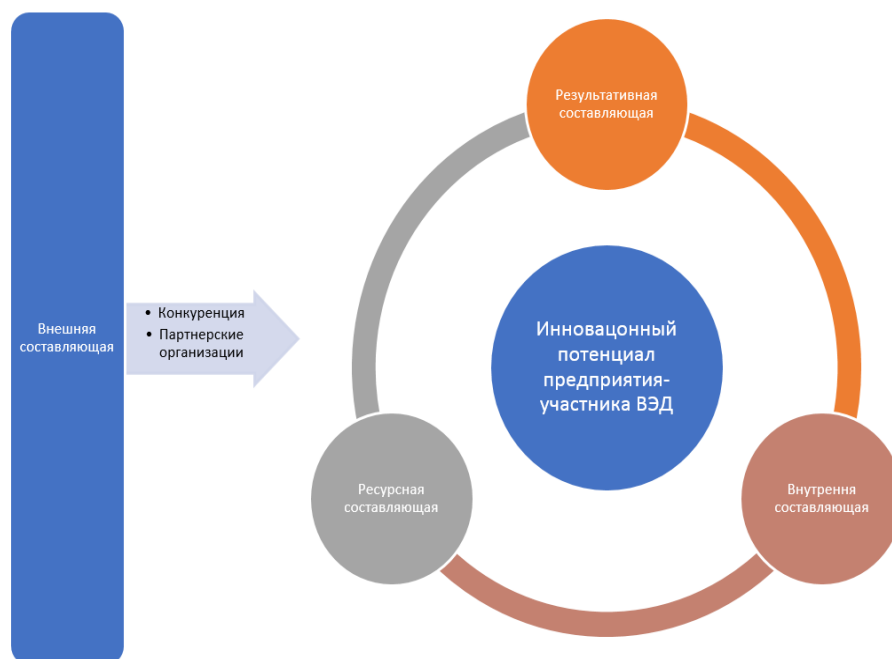 Внешняя
составляющая
• Конкуренция
• Партнерские
организации
Результативная
составляющая
Инновацонный
потенциал
предприятия-
участника ВЭД
Ресурсная
составляющая
Внутрення
составляющая